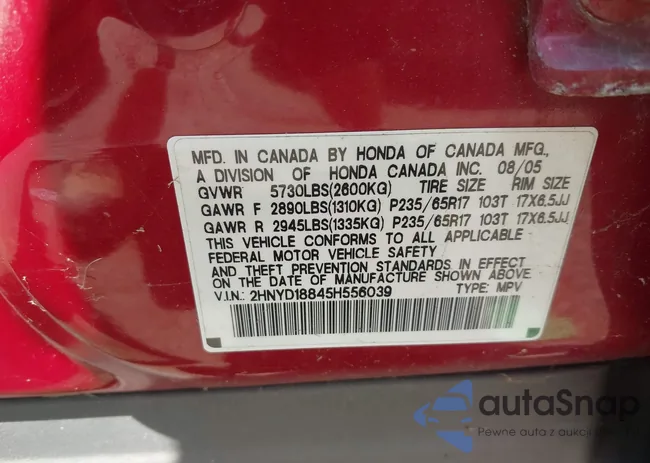 MFD. IN CANADA BY HONDA OF CANADA MFG.,
A DIVISION OF HONDA CANADA INC. 08/05
GVWR 5730LBS(2600KG) TIRE SIZE RIM SIZE
GAWR F 2890LBS(1310KG) P235/65R17 103T 17X6.5JJ
GAWR R 2945LBS(1335KG) P235/65R17 103T 17X6.5JJ
THIS VEHICLE CONFORMS TO ALL APPLICABLE
FEDERAL MOTOR VEHICLE SAFETY
AND THEFT PREVENTION STANDARDS IN EFFECT
ON THE DATE OF MANUFACTURE SHOWN ABOVE
V.I.N.: 2HNYD18845H556039 TYPE: MPV
autaSnap
Pewne auta z aukcji